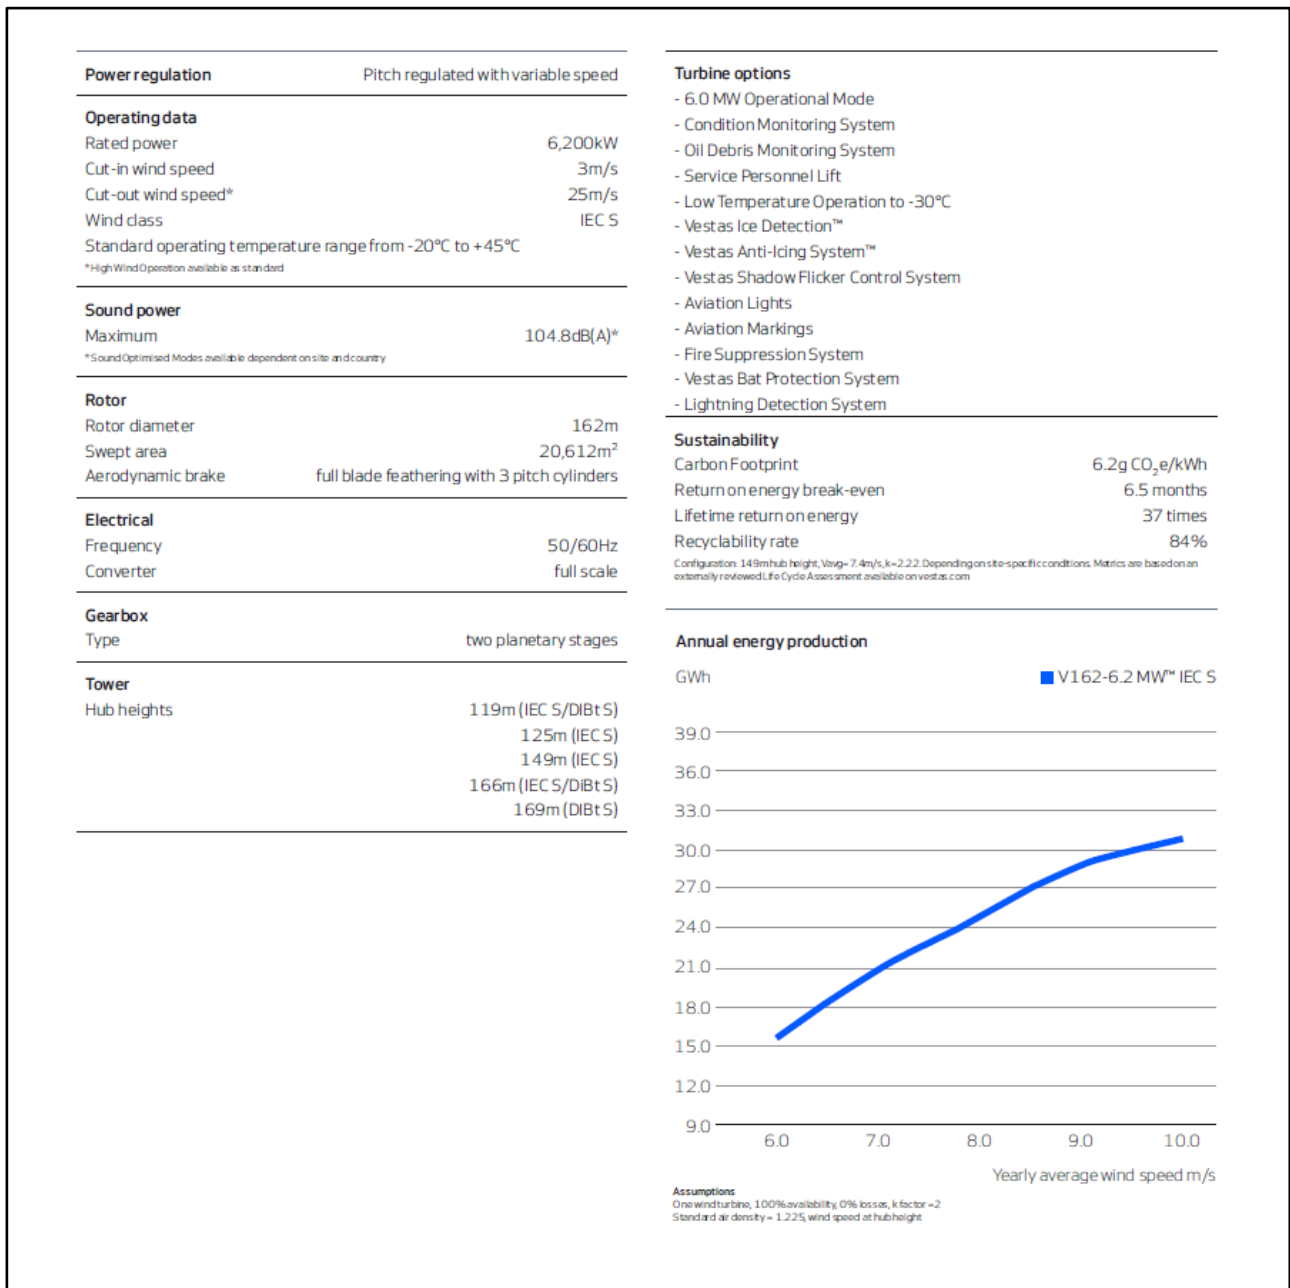 Power regulation Pitch regulated with variable speed
Operating data
Rated power 6,200kW
Cut-in wind speed 3m/s
Cut-out wind speed* 25m/s
Wind class IEC S
Standard operating temperature range from -20°C to +45°C
*High Wind Operation available as standard
Sound power
Maximum 104.8dB(A)*
*Sound Optimised Modes available dependent on site and country
Rotor
Rotor diameter 162m
Swept area 20,612m²
Aerodynamic brake full blade feathering with 3 pitch cylinders
Electrical
Frequency 50/60Hz
Converter full scale
Gearbox
Type two planetary stages
Tower
Hub heights 119m (IEC S/DIBt S)
125m (IEC S)
149m (IEC S)
166m (IEC S/DiBt S)
169m (DIBt S)
Turbine options
- 6.0 MW Operational Mode
- Condition Monitoring System
- Oil Debris Monitoring System
- Service Personnel Lift
- Low Temperature Operation to -30°C
- Vestas Ice Detection™
- Vestas Anti-Icing System™
- Vestas Shadow Flicker Control System
- Aviation Lights
- Aviation Markings
- Fire Suppression System
- Vestas Bat Protection System
- Lightning Detection System
Sustainability
Carbon Footprint 6.2g CO₂e/kWh
Return on energy break-even 6.5 months
Lifetime return on energy 37 times
Recyclability rate 84%
Configuration: 149m hub height, Vavg=7.4m/s, k=2.22. Depending on site-specific conditions. Metrics are based on an
externally reviewed Life Cycle Assessment available on vestas.com
Annual energy production
GWh V162-6.2 MW™ IEC S
39.0
36.0
33.0
30.0
27.0
24.0
21.0
18.0
15.0
12.0
9.0
6.0 7.0 8.0 9.0 10.0
Yearly average wind speed m/s
Assumptions
One wind turbine, 100% availability, 0% losses, k factor =2
Standard air density = 1.225, wind speed at hub height